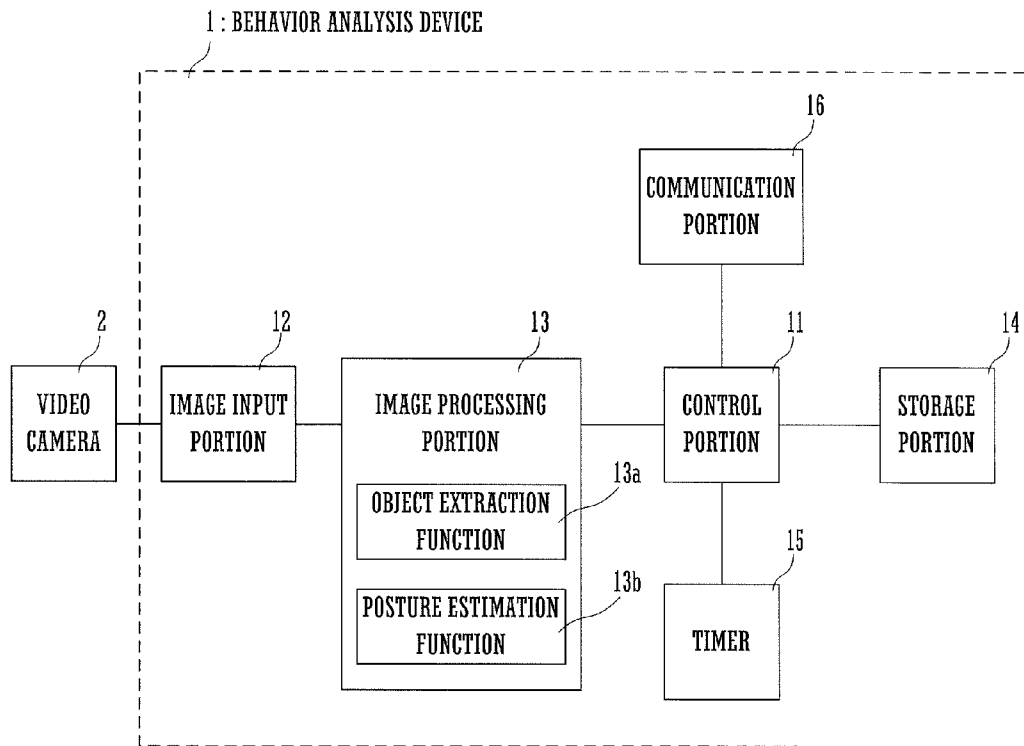 1 : BEHAVIOR ANALYSIS DEVICE
16
COMMUNICATION
PORTION
2
12
13
11
14
VIDEO
CAMERA
IMAGE INPUT
PORTION
IMAGE PROCESSING
PORTION
CONTROL
PORTION
STORAGE
PORTION
13a
OBJECT EXTRACTION
FUNCTION
13b
POSTURE ESTIMATION
FUNCTION
15
TIMER